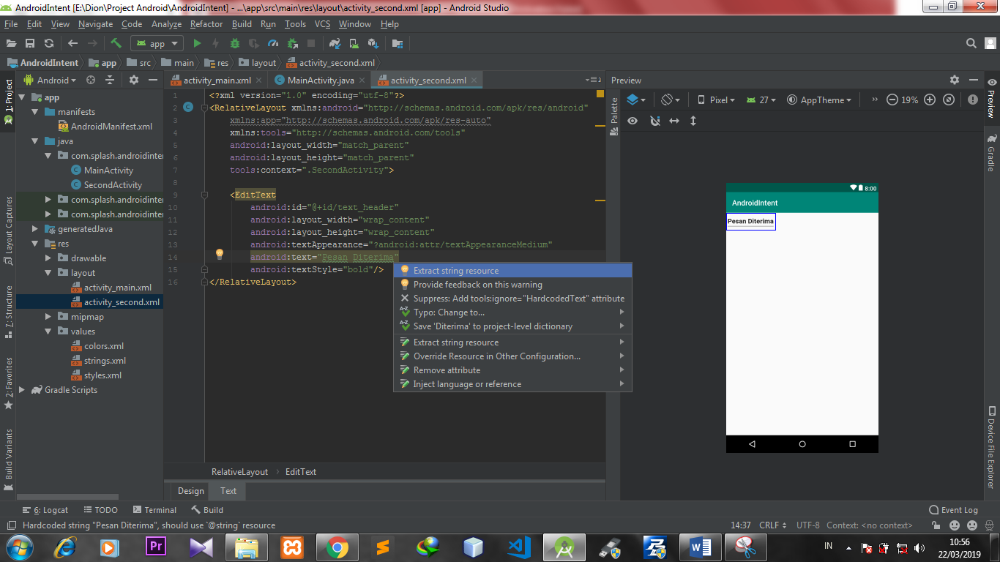 AndroidIntent [E:\Dion\Project Android\AndroidIntent] - ...\app\src\main\res\layout\activity_second.xml [app] - Android Studio
File Edit View Navigate Code Analyze Refactor Build Run Tools VCS Window Help
app
AndroidIntent app src main res layout activity_second.xml
1: Project
Layout Captures
7: Structure
2: Favorites
Build Variants
Android
app
manifests
AndroidManifest.xml
java
com.splash.androidinter
MainActivity
SecondActivity
com.splash.androidinter
com.splash.androidinter
generatedJava
res
drawable
layout
activity_main.xml
activity_second.xml
mipmap
values
colors.xml
strings.xml
styles.xml
Gradle Scripts
activity_main.xml MainActivity.java activity_second.xml
1 <?xml version="1.0" encoding="utf-8"?>
2 <RelativeLayout xmlns:android="http://schemas.android.com/apk/res/android"
3 xmlns:app="http://schemas.android.com/apk/res-auto"
4 xmlns:tools="http://schemas.android.com/tools"
5 android:layout_width="match_parent"
6 android:layout_height="match_parent"
7 tools:context=".SecondActivity">
8
9 <EditText
10 android:id="@+id/text_header"
11 android:layout_width="wrap_content"
12 android:layout_height="wrap_content"
13 android:textAppearance="?android:attr/textAppearanceMedium"
14 android:text="Pesan Diterima"
15 android:textStyle="bold"/>
16 </RelativeLayout>
Extract string resource
Provide feedback on this warning
Suppress: Add tools:ignore="HardcodedText" attribute
Typo: Change to...
Save 'Diterima' to project-level dictionary
Extract string resource
Override Resource in Other Configuration...
Remove attribute
Inject language or reference
RelativeLayout EditText
Design Text
Preview
Palette
Pixel 27 AppTheme 19%
8:00
AndroidIntent
Pesan Diterima
Preview
Gradle
Device File Explorer
6: Logcat TODO Terminal Build Event Log
Hardcoded string "Pesan Diterima", should use `@string` resource 14:37 CRLF UTF-8 Context: <no context>
Pr
IN
10:56
22/03/2019